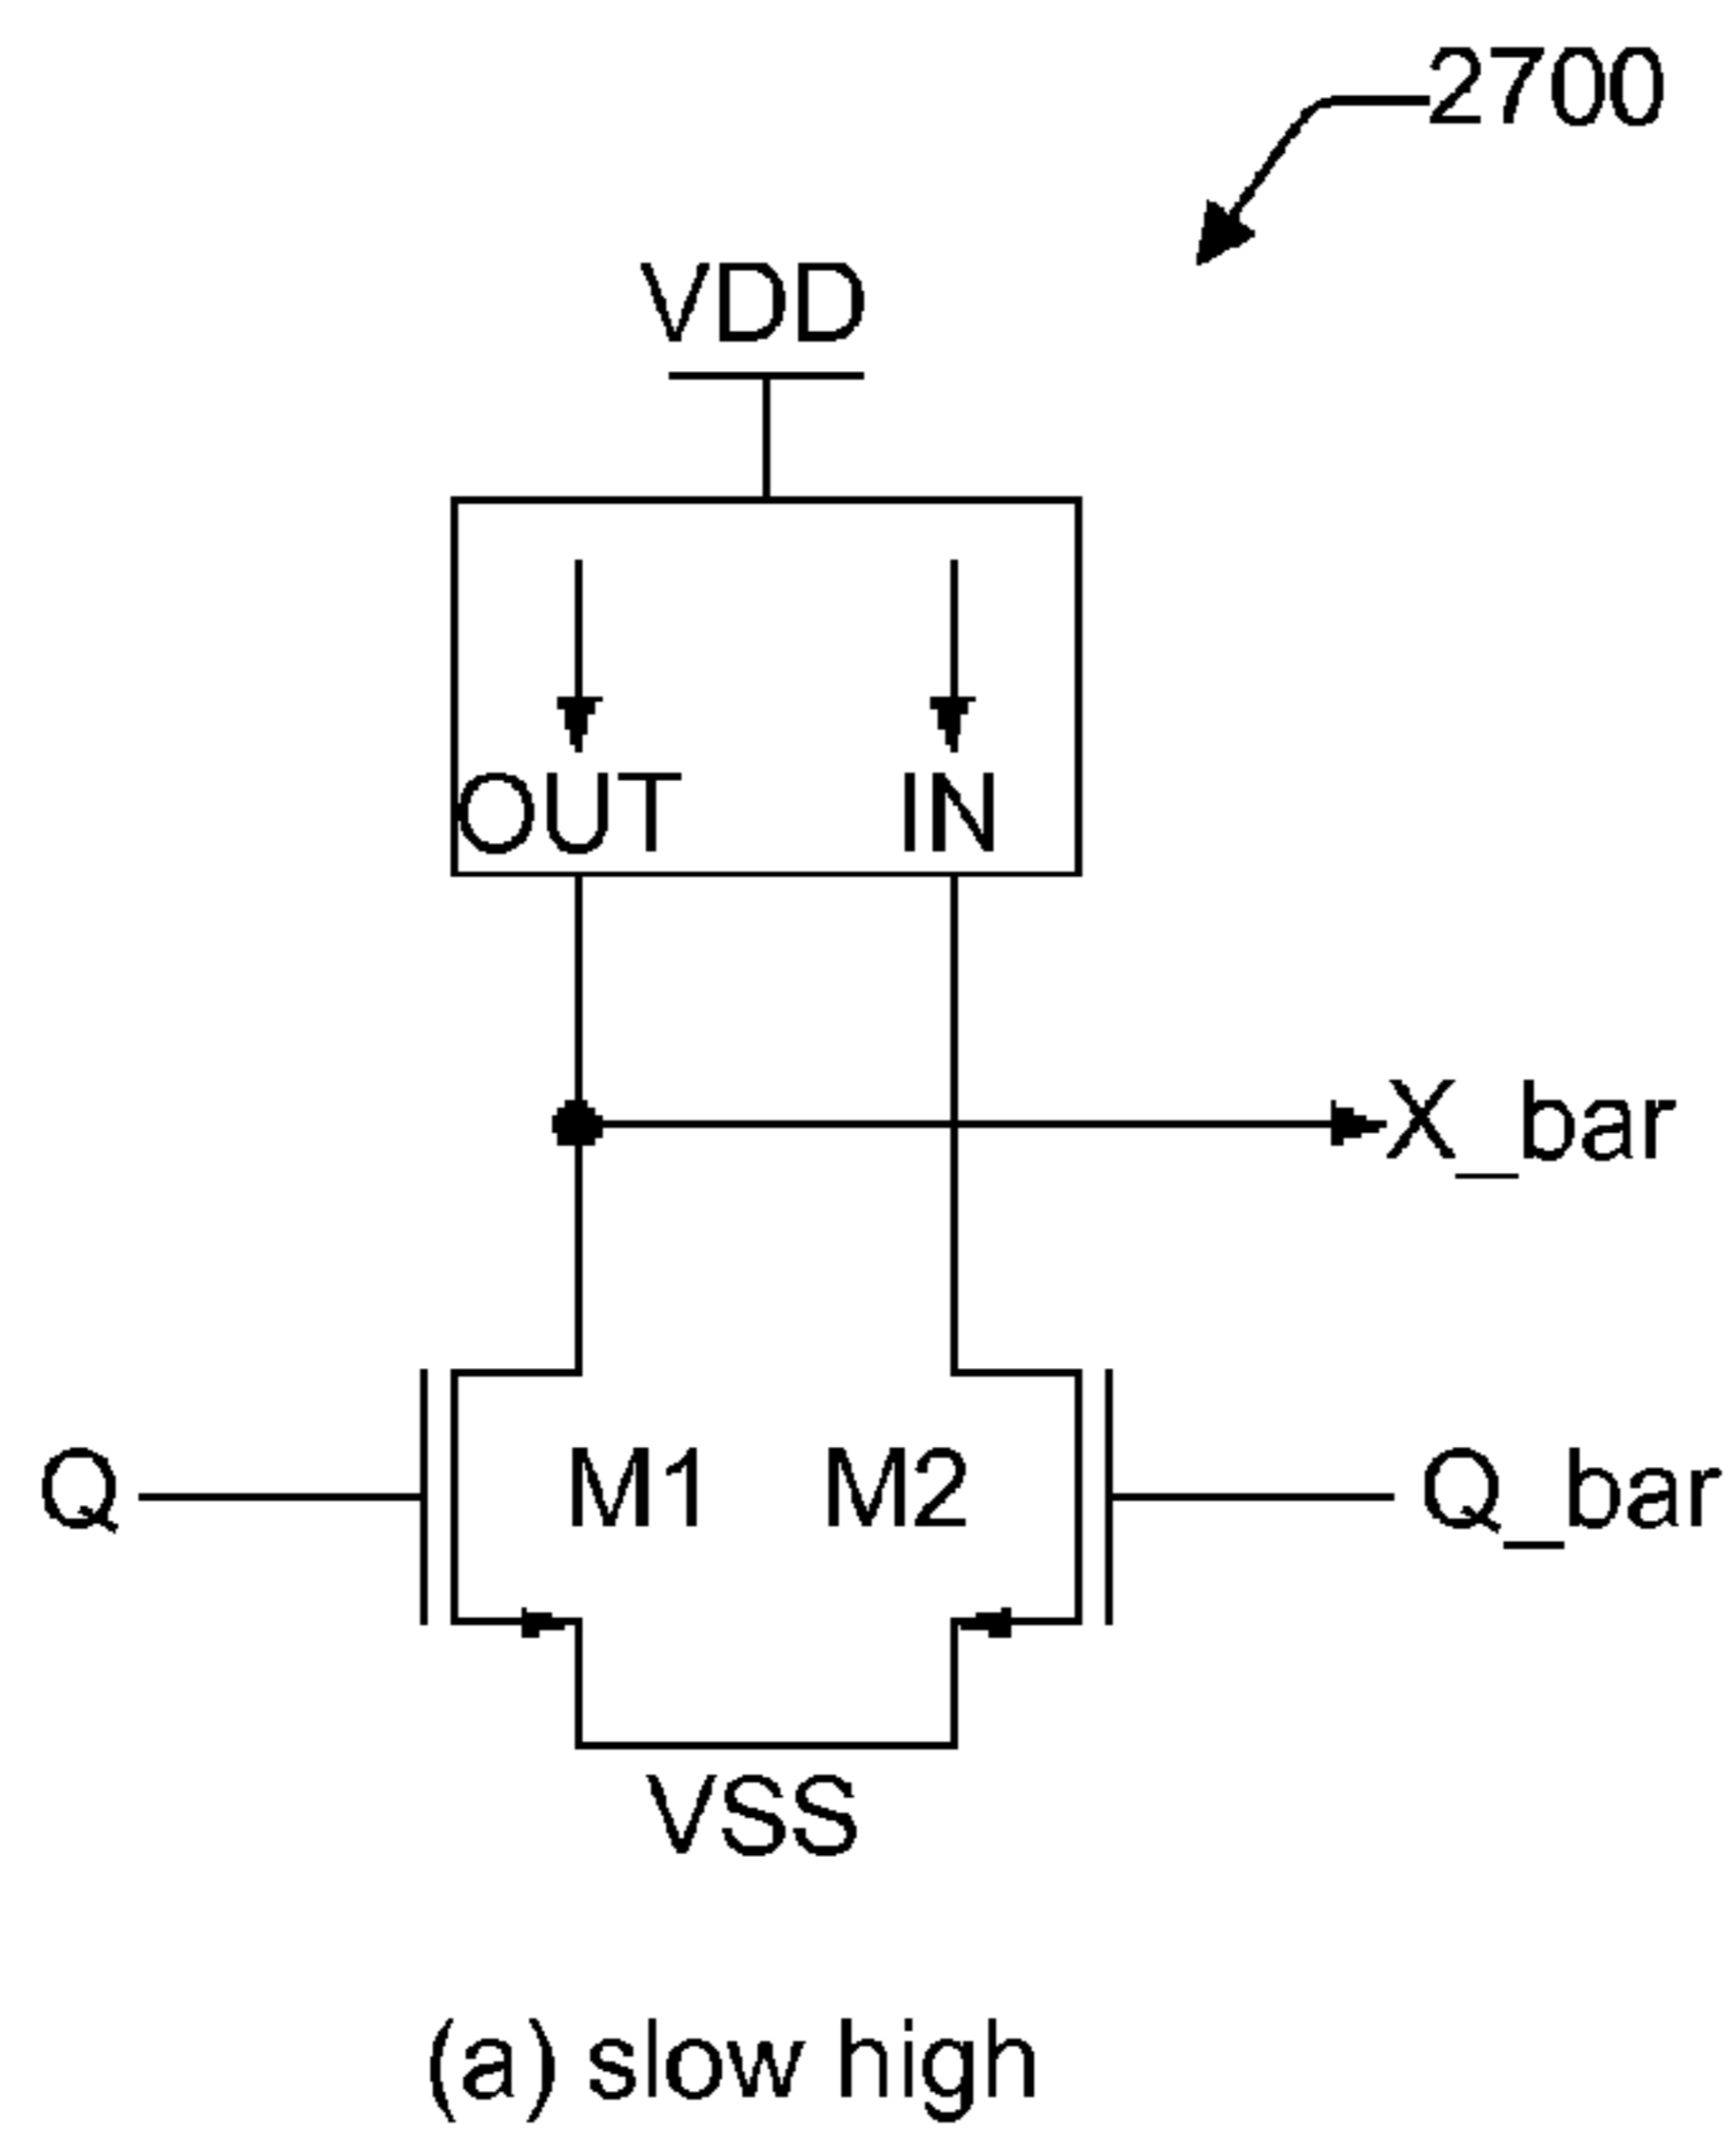 2700
VDD
OUT IN
X_bar
Q M1 M2 Q_bar
VSS
(a) slow high